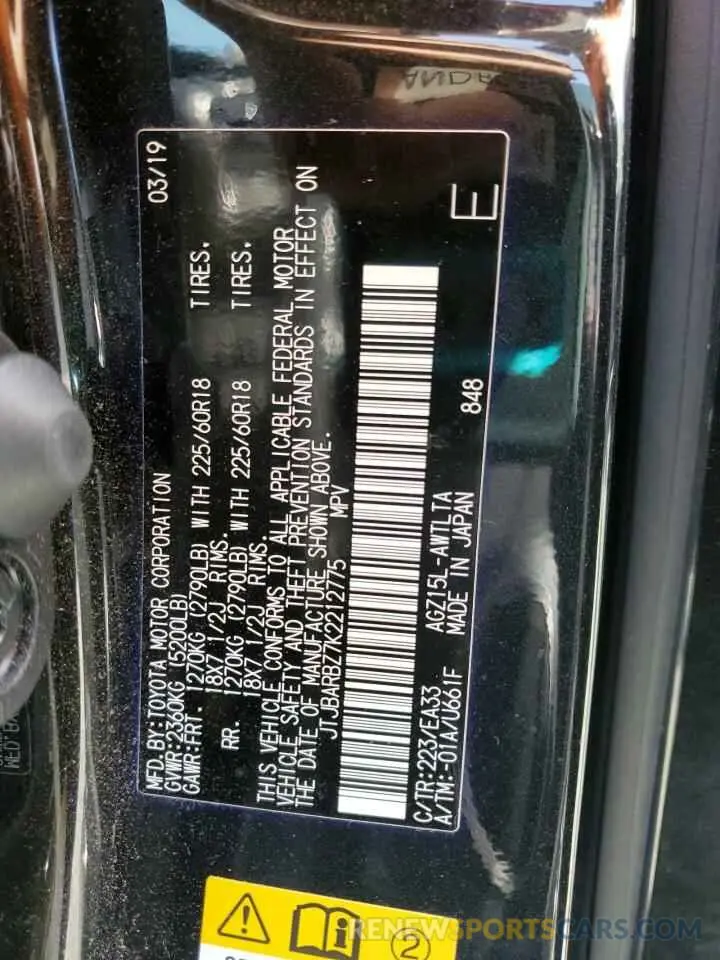 MFD.BY:TOYOTA MOTOR CORPORATION 03/19
GVWR:2360KG (5200LB)
GAWR:FRT. 1270KG (2790LB) WITH 225/60R18 TIRES.
18X7 1/2J RIMS.
RR. 1270KG (2790LB) WITH 225/60R18 TIRES.
18X7 1/2J RIMS.
THIS VEHICLE CONFORMS TO ALL APPLICABLE FEDERAL MOTOR
VEHICLE SAFETY AND THEFT PREVENTION STANDARDS IN EFFECT ON
THE DATE OF MANUFACTURE SHOWN ABOVE.
JTJBARBZ7K2212775 MPV
C/TR:223/EA33 AGZ15L-AWTLTA 848
A/TM:-01A/U661F MADE IN JAPAN
E
2
RENEWSPORTSCARS.COM